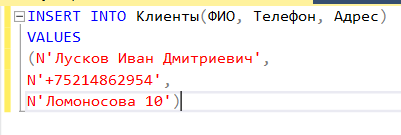 INSERT INTO Клиенты(ФИО, Телефон, Адрес)
VALUES
(N'Лусков Иван Дмитриевич',
N'+75214862954',
N'Ломоносова 10')